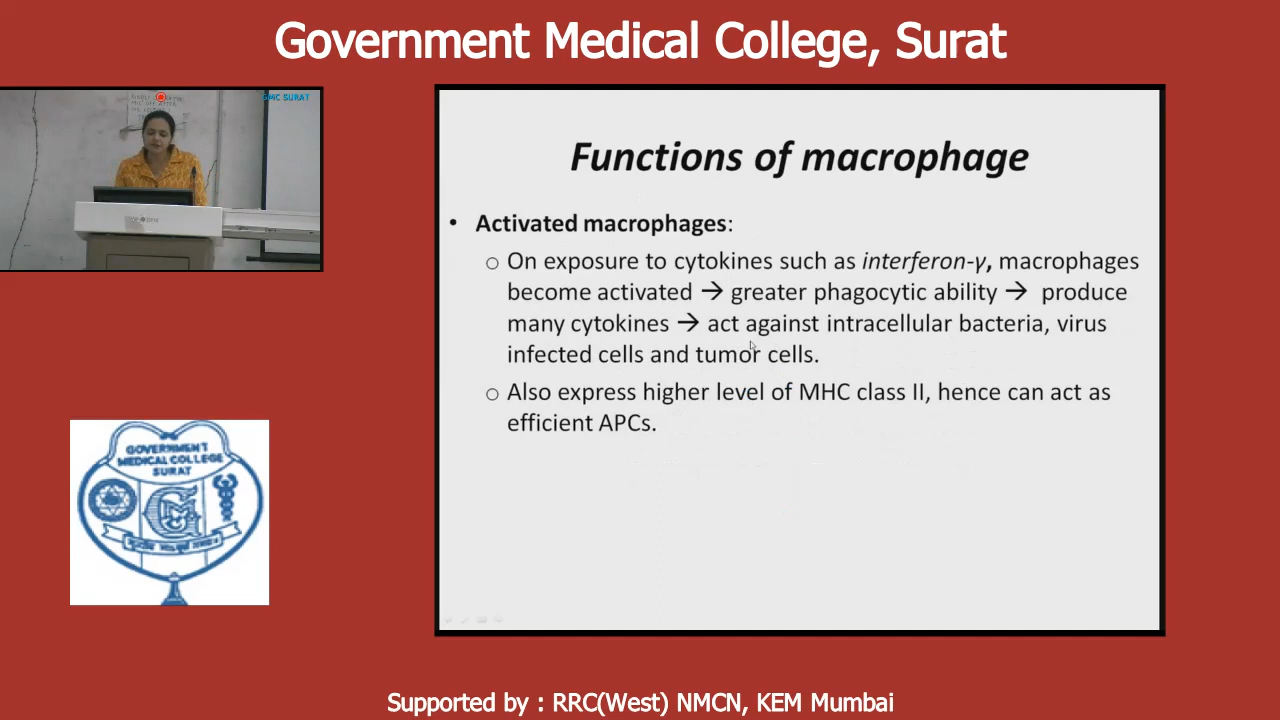 Government Medical College, Surat
GMC SURAT
Functions of macrophage
• Activated macrophages:
o On exposure to cytokines such as interferon-γ, macrophages
become activated → greater phagocytic ability → produce
many cytokines → act against intracellular bacteria, virus
infected cells and tumor cells.
o Also express higher level of MHC class II, hence can act as
efficient APCs.
GOVERNMENT
MEDICAL COLLEGE
SURAT
Supported by : RRC(West) NMCN, KEM Mumbai